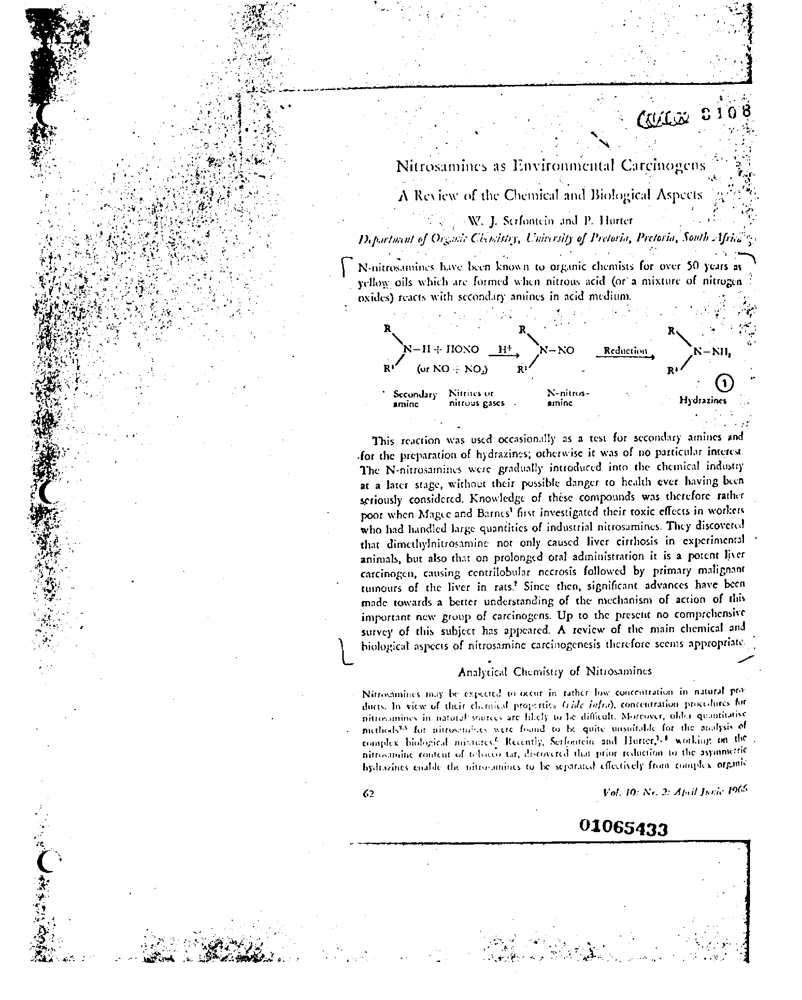 8108
Nitrosamines as Environmental Carcinogens
A Review of the Chemical and Biological Aspects
W. J. Serfontein and P. Hurter
Department of Organic Chemistry, University of Pretoria, Pretoria, South Africa
N-nitrosamines have been known to organic chemists for over 50 years as
yellow oils which are formed when nitrous acid (or a mixture of nitrogen
oxides) reacts with secondary amines in acid medium.
R R R
N-H + HONO H+ N-NO Reduction N-NH₂
R¹ (or NO + NO₂) R¹ R¹
1
Secondary Nitrites or N-nitros- Hydrazines
amine nitrous gases amine
This reaction was used occasionally as a test for secondary amines and
for the preparation of hydrazines; otherwise it was of no particular interest.
The N-nitrosamines were gradually introduced into the chemical industry
at a later stage, without their possible danger to health ever having been
seriously considered. Knowledge of these compounds was therefore rather
poor when Magee and Barnes¹ first investigated their toxic effects in workers
who had handled large quantities of industrial nitrosamines. They discovered
that dimethylnitrosamine not only caused liver cirrhosis in experimental
animals, but also that on prolonged oral administration it is a potent liver
carcinogen, causing centrilobular necrosis followed by primary malignant
tumours of the liver in rats.² Since then, significant advances have been
made towards a better understanding of the mechanism of action of this
important new group of carcinogens. Up to the present no comprehensive
survey of this subject has appeared. A review of the main chemical and
biological aspects of nitrosamine carcinogenesis therefore seems appropriate.
Analytical Chemistry of Nitrosamines
Nitrosamines may be expected to occur in rather low concentration in natural pro-
ducts. In view of their chemical properties (vide infra), concentration procedures for
nitrosamines in natural sources are likely to be difficult. Moreover, older quantitative
methods for nitrosamines were found to be quite unsuitable for the analysis of
complex biological mixtures. Recently, Serfontein and Hurter, working on the
nitrosamine content of tobacco tar, discovered that prior reduction to the asymmetric
hydrazines enable the nitrosamines to be separated effectively from complex organic
62 Vol. 10: Nr. 2: April Junie 1966
01065433